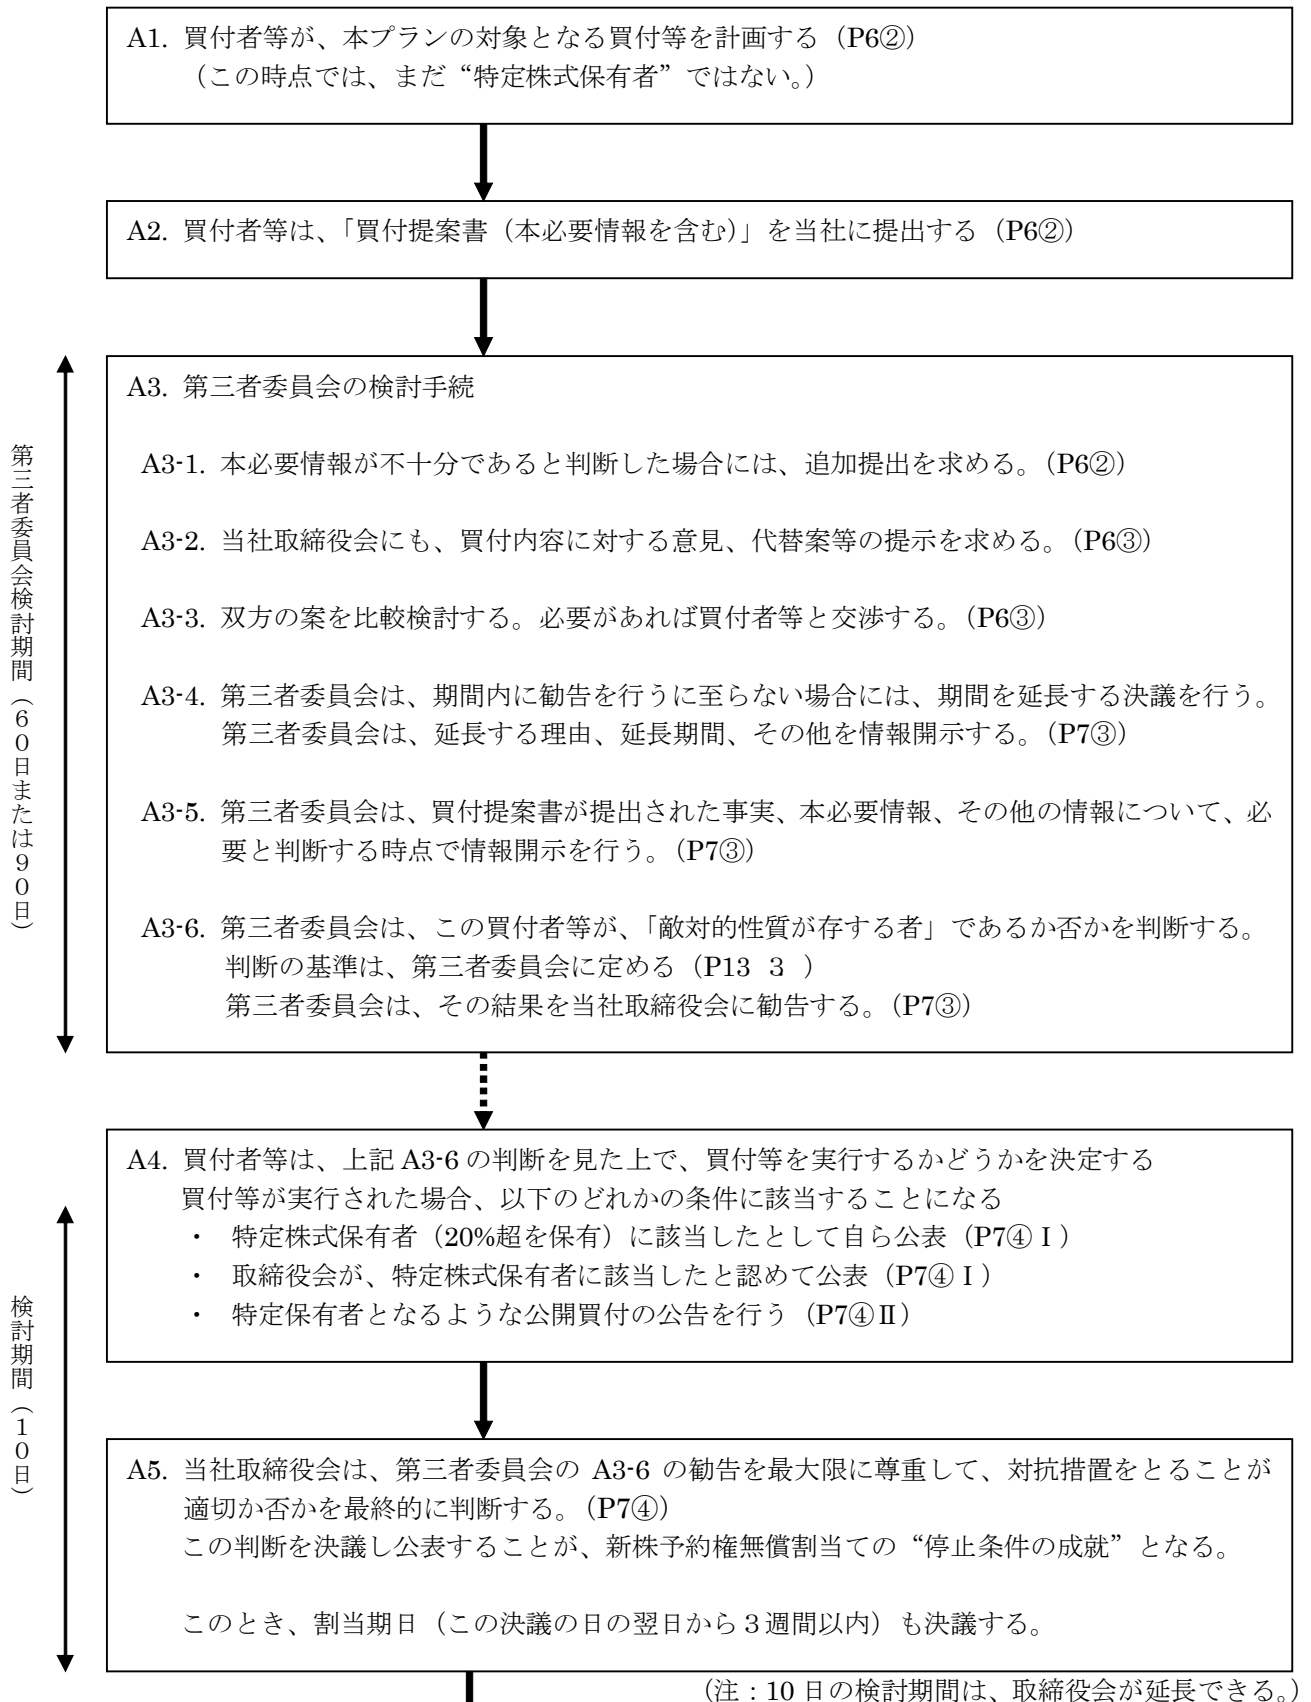 A1. 買付者等が、本プランの対象となる買付等を計画する（P6②）
（この時点では、まだ“特定株式保有者”ではない。）
A2. 買付者等は、「買付提案書（本必要情報を含む）」を当社に提出する（P6②）
第三者委員会検討期間（６０日または９０日）
A3. 第三者委員会の検討手続
A3-1. 本必要情報が不十分であると判断した場合には、追加提出を求める。（P6②）
A3-2. 当社取締役会にも、買付内容に対する意見、代替案等の提示を求める。（P6③）
A3-3. 双方の案を比較検討する。必要があれば買付者等と交渉する。（P6③）
A3-4. 第三者委員会は、期間内に勧告を行うに至らない場合には、期間を延長する決議を行う。
第三者委員会は、延長する理由、延長期間、その他を情報開示する。（P7③）
A3-5. 第三者委員会は、買付提案書が提出された事実、本必要情報、その他の情報について、必
要と判断する時点で情報開示を行う。（P7③）
A3-6. 第三者委員会は、この買付者等が、「敵対的性質が存する者」であるか否かを判断する。
判断の基準は、第三者委員会に定める（P13 ３）
第三者委員会は、その結果を当社取締役会に勧告する。（P7③）
検討期間（１０日）
A4. 買付者等は、上記 A3-6 の判断を見た上で、買付等を実行するかどうかを決定する
買付等が実行された場合、以下のどれかの条件に該当することになる
・ 特定株式保有者（20%超を保有）に該当したとして自ら公表（P7④Ⅰ）
・ 取締役会が、特定株式保有者に該当したと認めて公表（P7④Ⅰ）
・ 特定保有者となるような公開買付の公告を行う（P7④Ⅱ）
A5. 当社取締役会は、第三者委員会の A3-6 の勧告を最大限に尊重して、対抗措置をとることが
適切か否かを最終的に判断する。（P7④）
この判断を決議し公表することが、新株予約権無償割当ての“停止条件の成就”となる。
このとき、割当期日（この決議の日の翌日から３週間以内）も決議する。
（注：10 日の検討期間は、取締役会が延長できる。）